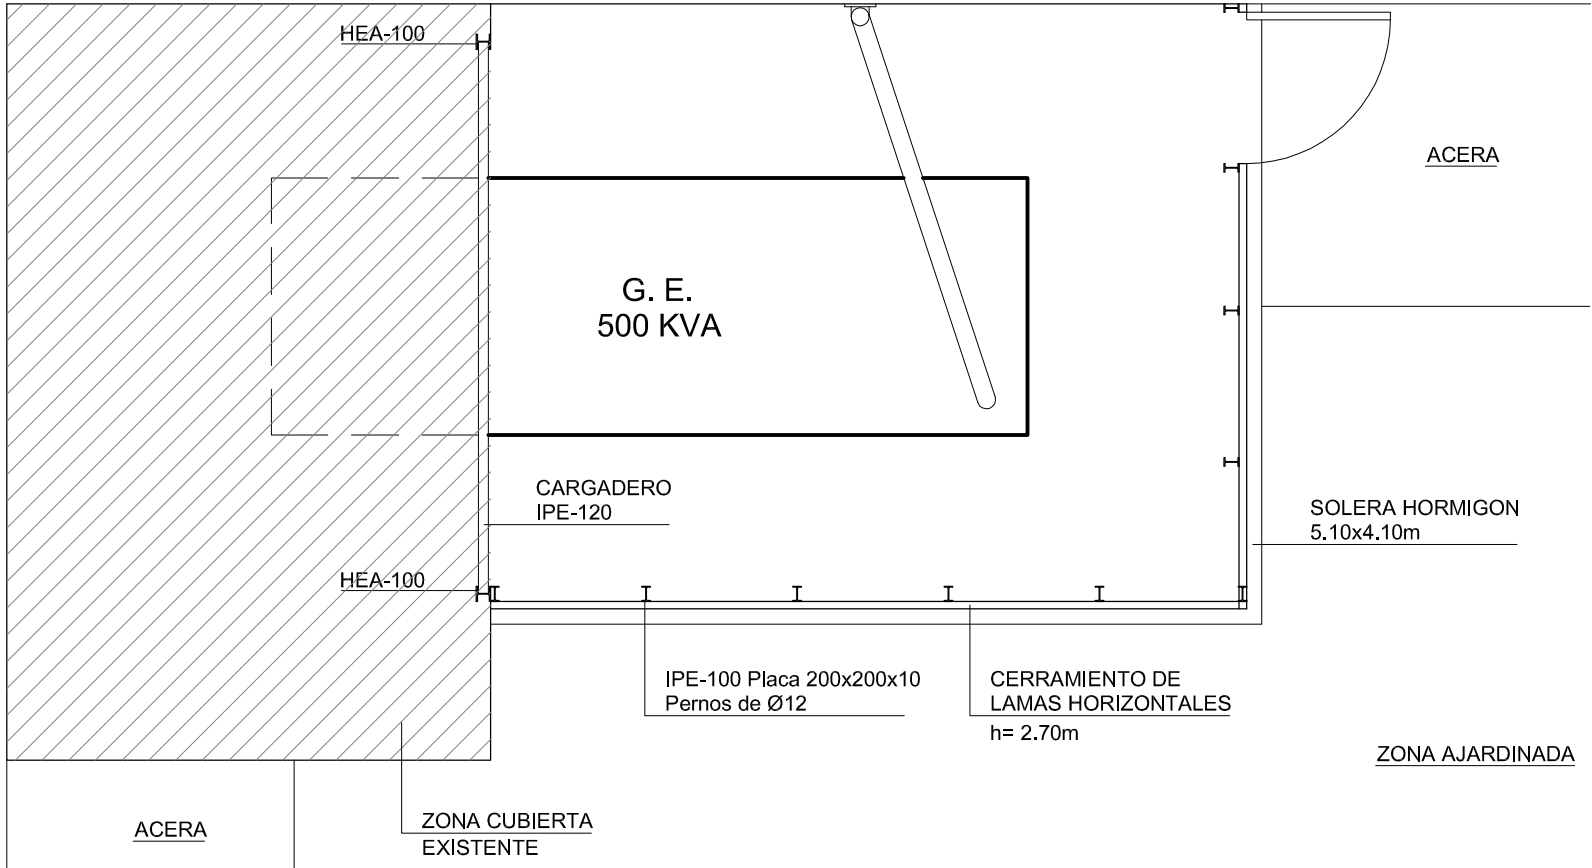 HEA-100
ACERA
G. E.
500 KVA
CARGADERO
IPE-120
SOLERA HORMIGON
5.10x4.10m
HEA-100
IPE-100 Placa 200x200x10
Pernos de Ø12
CERRAMIENTO DE
LAMAS HORIZONTALES
h= 2.70m
ZONA AJARDINADA
ACERA
ZONA CUBIERTA
EXISTENTE